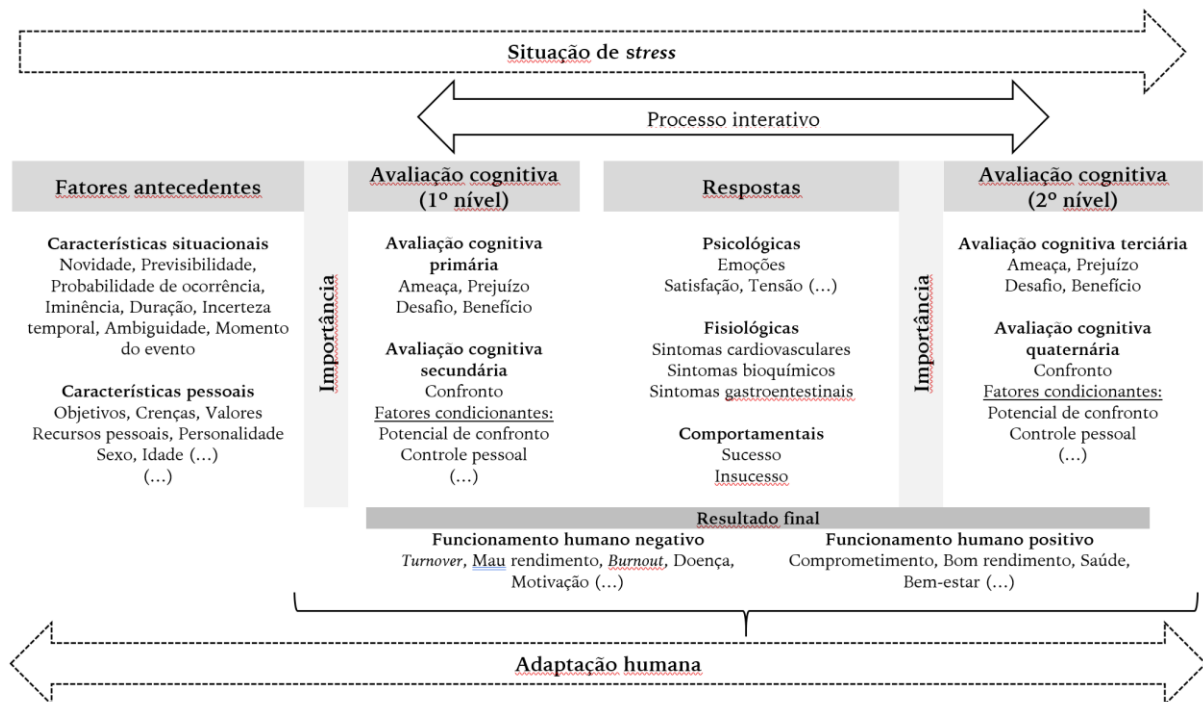 Situação de stress
Processo interativo
Fatores antecedentes
Características situacionais
Novidade, Previsibilidade,
Probabilidade de ocorrência,
Iminência, Duração, Incerteza
temporal, Ambiguidade, Momento
do evento
Características pessoais
Objetivos, Crenças, Valores
Recursos pessoais, Personalidade
Sexo, Idade (…)
(…)
Importância
Avaliação cognitiva
(1º nível)
Avaliação cognitiva
primária
Ameaça, Prejuízo
Desafio, Benefício
Avaliação cognitiva
secundária
Confronto
Fatores condicionantes:
Potencial de confronto
Controle pessoal
(…)
Respostas
Psicológicas
Emoções
Satisfação, Tensão (…)
Fisiológicas
Sintomas cardiovasculares
Sintomas bioquímicos
Sintomas gastroentestinais
Comportamentais
Sucesso
Insucesso
Importância
Avaliação cognitiva
(2º nível)
Avaliação cognitiva terciária
Ameaça, Prejuízo
Desafio, Benefício
Avaliação cognitiva
quaternária
Confronto
Fatores condicionantes:
Potencial de confronto
Controle pessoal
(…)
Resultado final
Funcionamento humano negativo
Turnover, Mau rendimento, Burnout, Doença,
Motivação (…)
Funcionamento humano positivo
Comprometimento, Bom rendimento, Saúde,
Bem-estar (…)
Adaptação humana